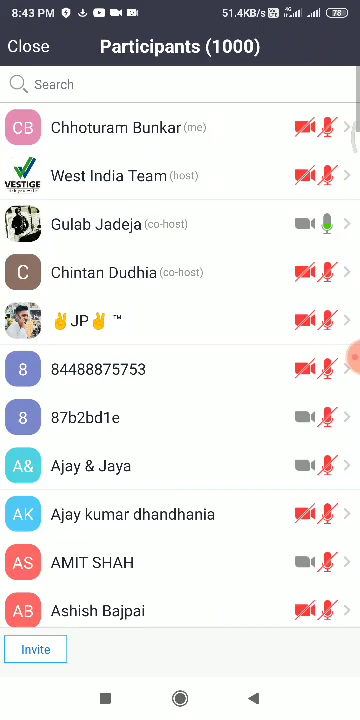 8:43 PM 51.4KB/s 4G 78
Close Participants (1000)
Search
CB Chhoturam Bunkar (me)
VESTIGE West India Team (host)
Gulab Jadeja (co-host)
C Chintan Dudhia (co-host)
✌JP✌ ™
8 84488875753
8 87b2bd1e
A& Ajay & Jaya
AK Ajay kumar dhandhania
AS AMIT SHAH
AB Ashish Bajpai
Invite